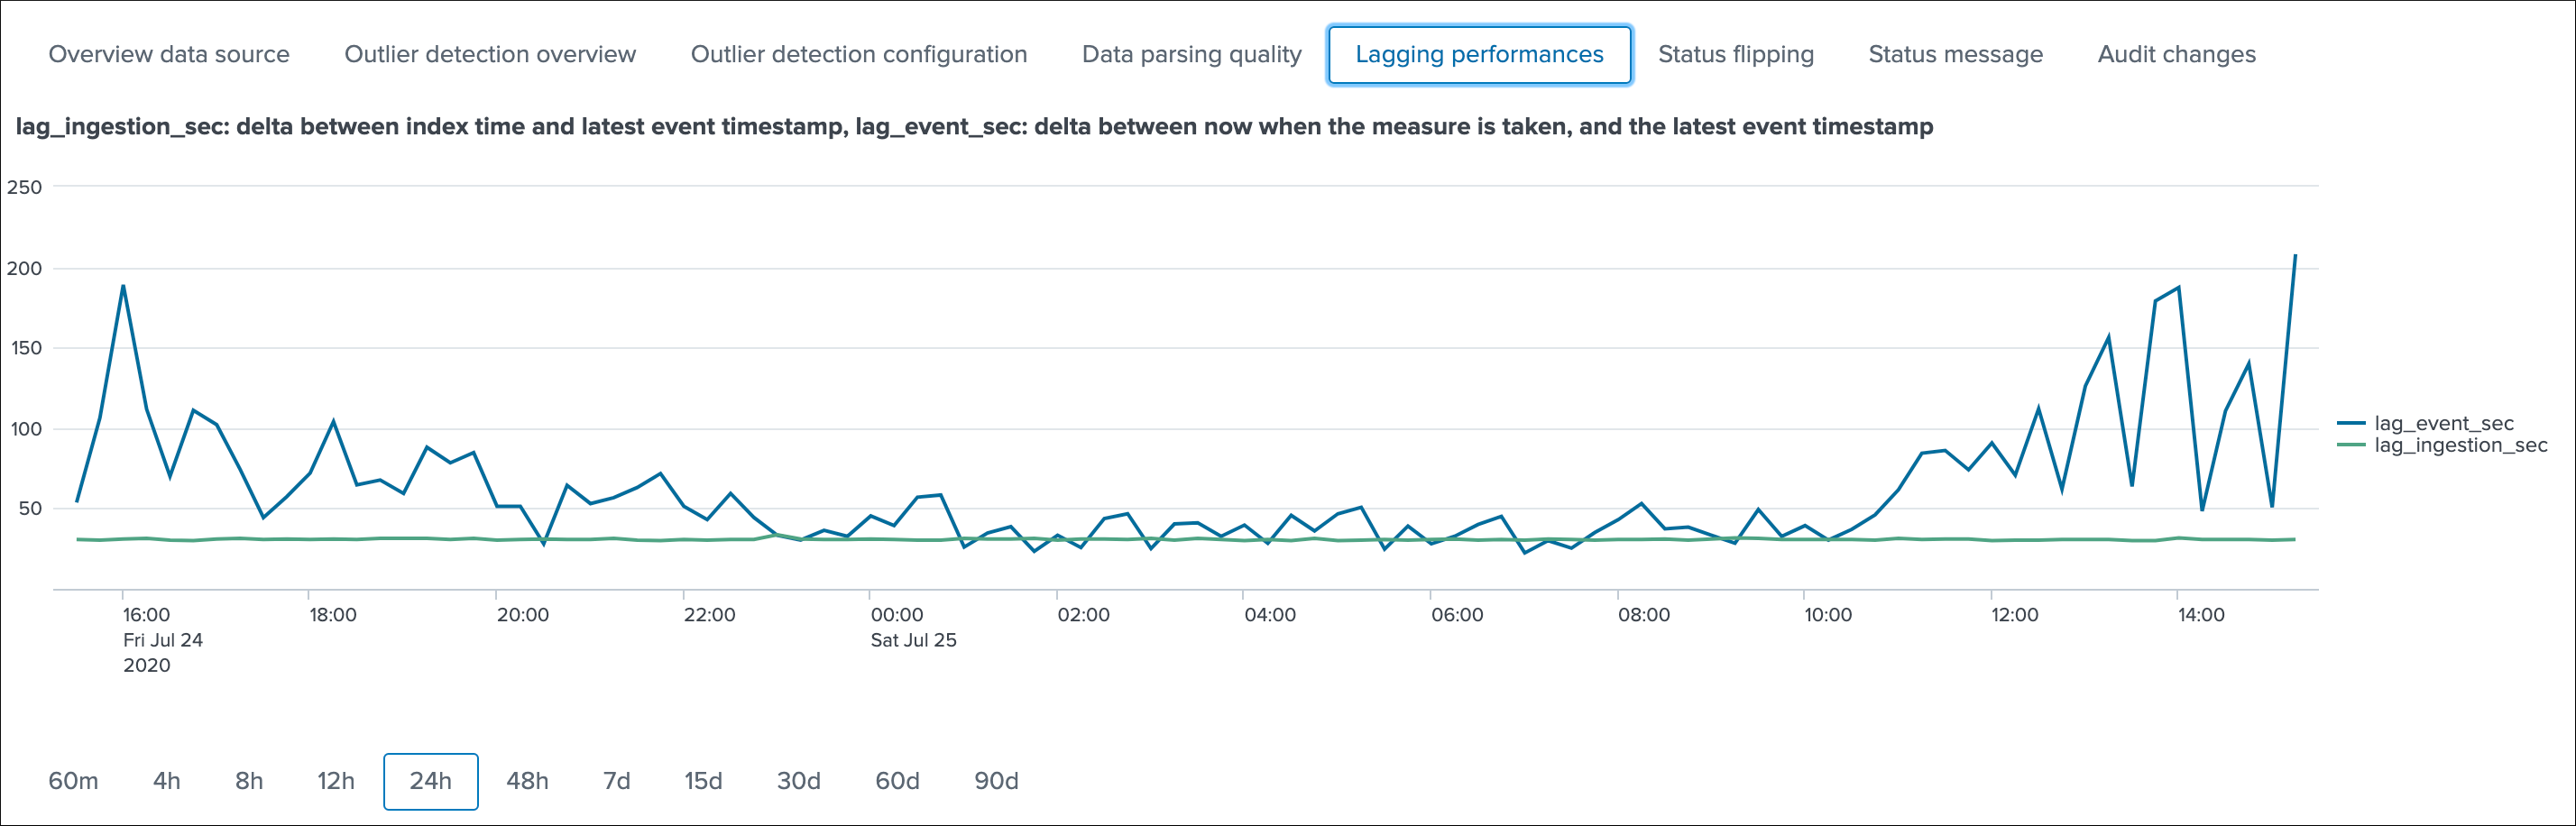 Overview data source Outlier detection overview Outlier detection configuration Data parsing quality Lagging performances Status flipping Status message Audit changes
lag_ingestion_sec: delta between index time and latest event timestamp, lag_event_sec: delta between now when the measure is taken, and the latest event timestamp
250
200
150
100
50
lag_event_sec
lag_ingestion_sec
16:00 18:00 20:00 22:00 00:00 02:00 04:00 06:00 08:00 10:00 12:00 14:00
Fri Jul 24 Sat Jul 25
2020
60m 4h 8h 12h 24h 48h 7d 15d 30d 60d 90d